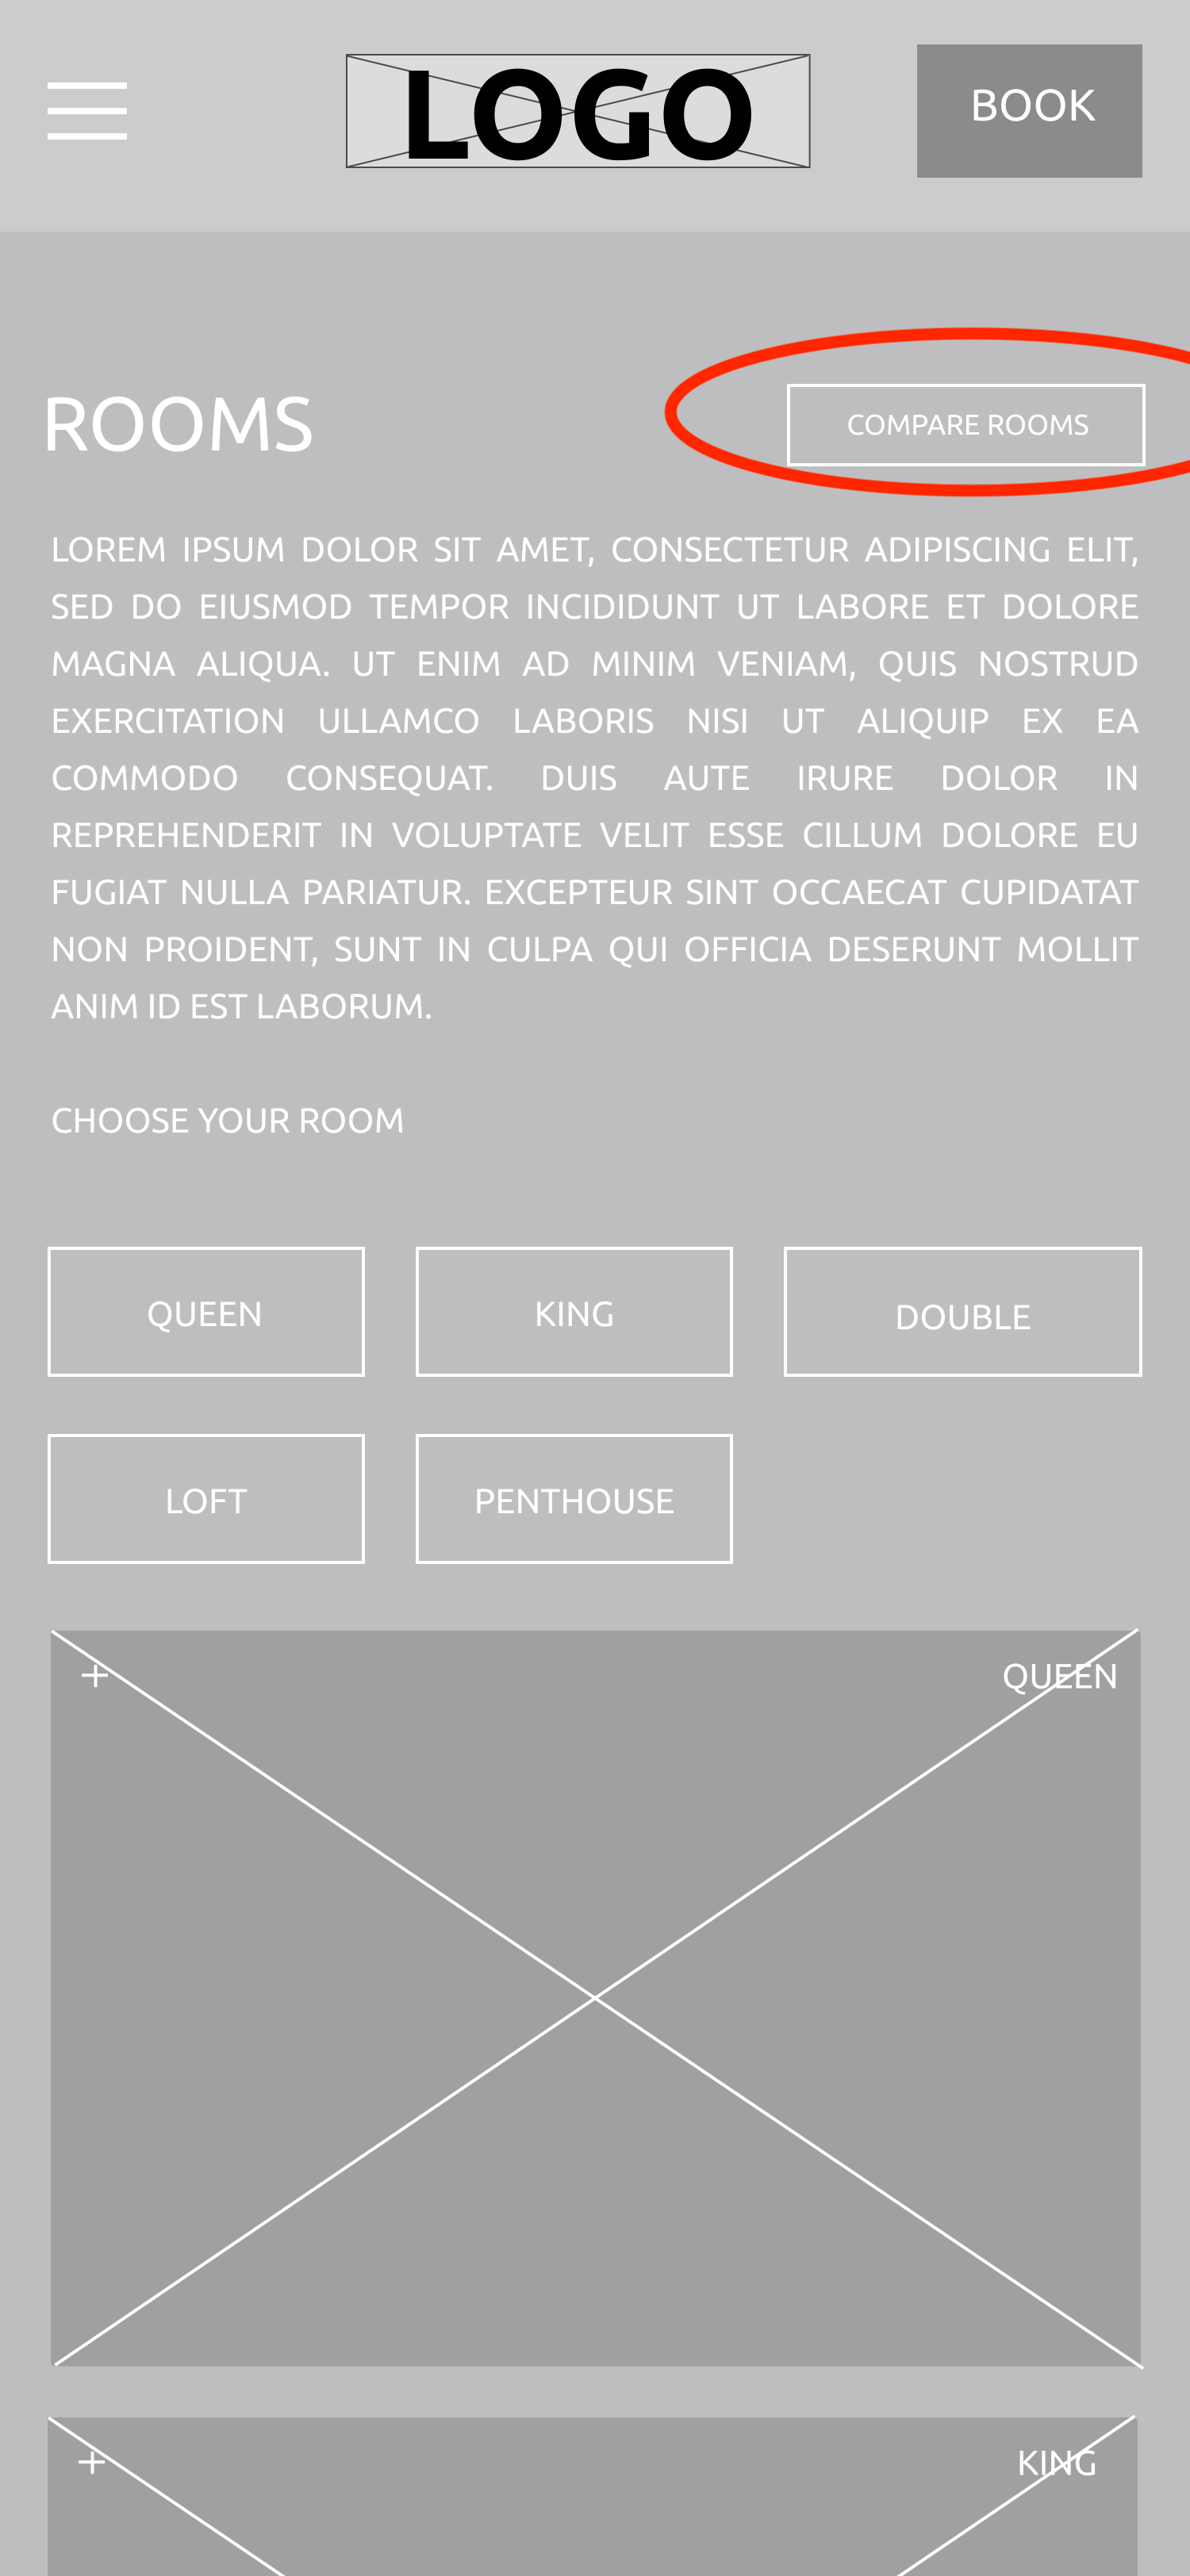 LOGO
BOOK
ROOMS
COMPARE ROOMS
LOREM IPSUM DOLOR SIT AMET, CONSECTETUR ADIPISCING ELIT,
SED DO EIUSMOD TEMPOR INCIDIDUNT UT LABORE ET DOLORE
MAGNA ALIQUA. UT ENIM AD MINIM VENIAM, QUIS NOSTRUD
EXERCITATION ULLAMCO LABORIS NISI UT ALIQUIP EX EA
COMMODO CONSEQUAT. DUIS AUTE IRURE DOLOR IN
REPREHENDERIT IN VOLUPTATE VELIT ESSE CILLUM DOLORE EU
FUGIAT NULLA PARIATUR. EXCEPTEUR SINT OCCAECAT CUPIDATAT
NON PROIDENT, SUNT IN CULPA QUI OFFICIA DESERUNT MOLLIT
ANIM ID EST LABORUM.
CHOOSE YOUR ROOM
QUEEN
KING
DOUBLE
LOFT
PENTHOUSE
+ QUEEN
+ KING